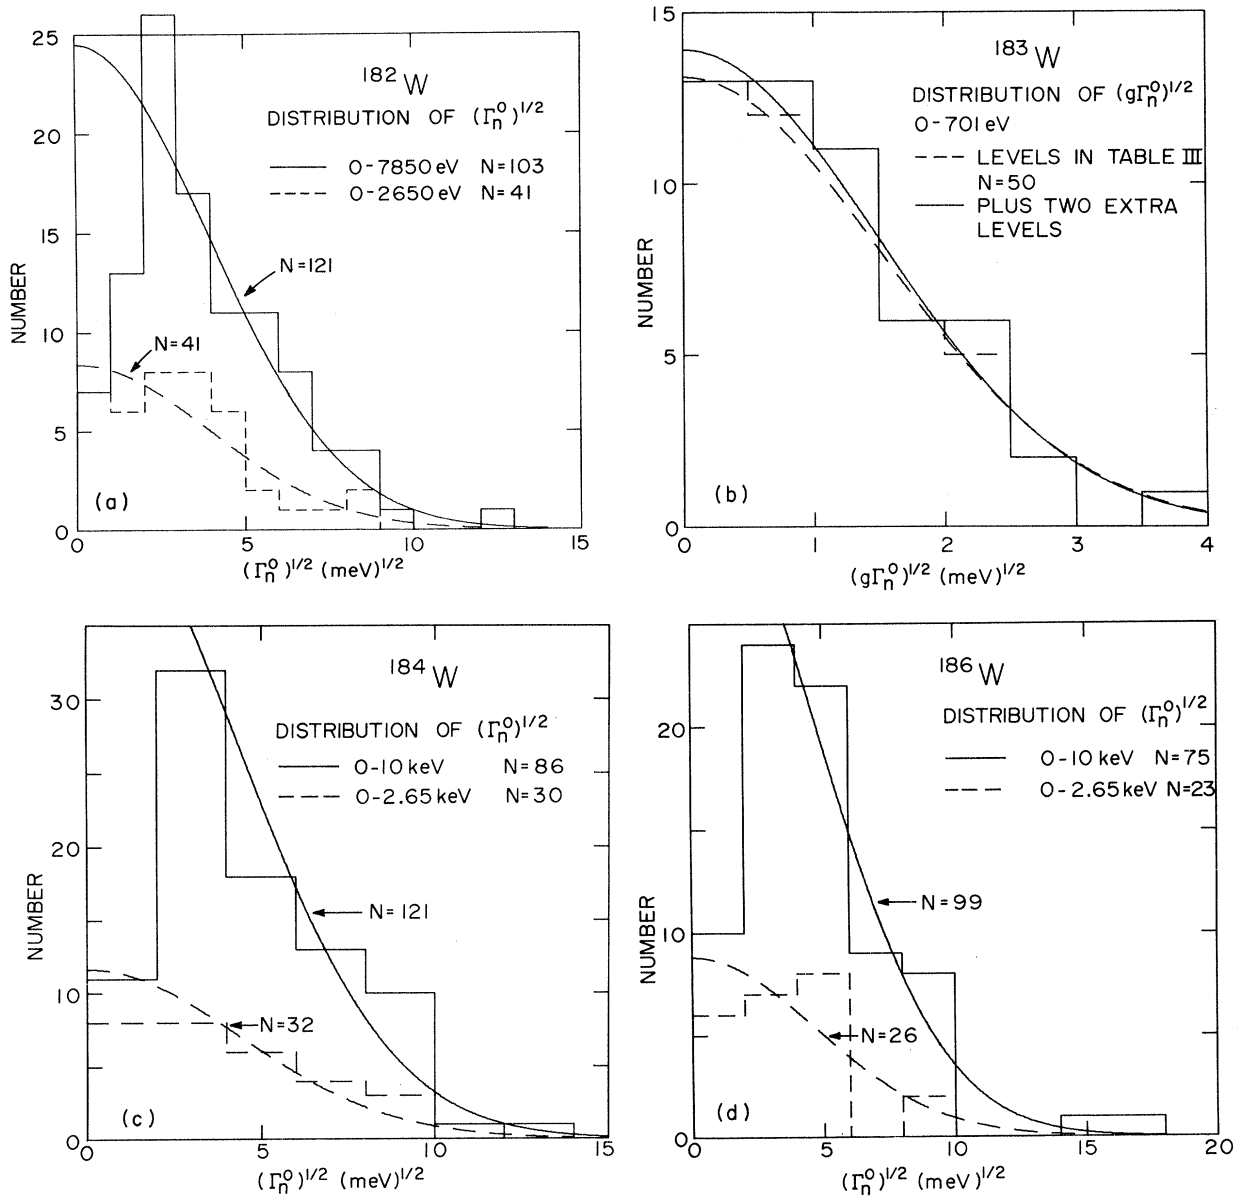 182W
DISTRIBUTION OF (Γn⁰)^1/2
0-7850 eV N=103
0-2650 eV N=41
N=121
N=41
NUMBER
25
20
15
10
5
0
(a)
0 5 10 15
(Γn⁰)^1/2 (meV)^1/2
183W
DISTRIBUTION OF (gΓn⁰)^1/2
0-701 eV
LEVELS IN TABLE III
N=50
PLUS TWO EXTRA
LEVELS
NUMBER
15
10
5
0
(b)
0 1 2 3 4
(gΓn⁰)^1/2 (meV)^1/2
184W
DISTRIBUTION OF (Γn⁰)^1/2
0-10 keV N=86
0-2.65 keV N=30
N=121
N=32
NUMBER
30
20
10
0
(c)
0 5 10 15
(Γn⁰)^1/2 (meV)^1/2
186W
DISTRIBUTION OF (Γn⁰)^1/2
0-10 keV N=75
0-2.65 keV N=23
N=99
N=26
NUMBER
20
10
0
(d)
0 5 10 15 20
(Γn⁰)^1/2 (meV)^1/2